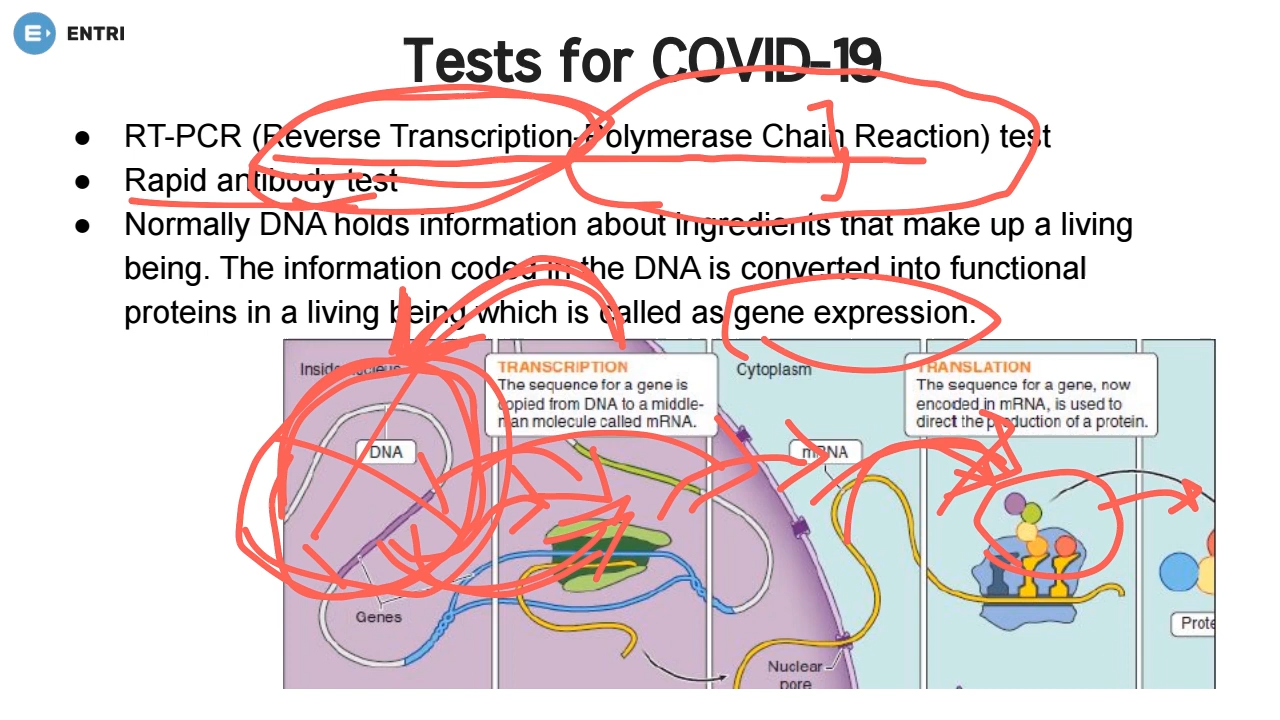 ENTRI
Tests for COVID-19
● RT-PCR (Reverse Transcription-Polymerase Chain Reaction) test
● Rapid antibody test
● Normally DNA holds information about ingredients that make up a living
being. The information coded in the DNA is converted into functional
proteins in a living being which is called as gene expression.
Inside nucleus
TRANSCRIPTION
The sequence for a gene is
copied from DNA to a middle-
man molecule called mRNA.
Cytoplasm
TRANSLATION
The sequence for a gene, now
encoded in mRNA, is used to
direct the production of a protein.
DNA
mRNA
Genes
Prote
Nuclear
pore